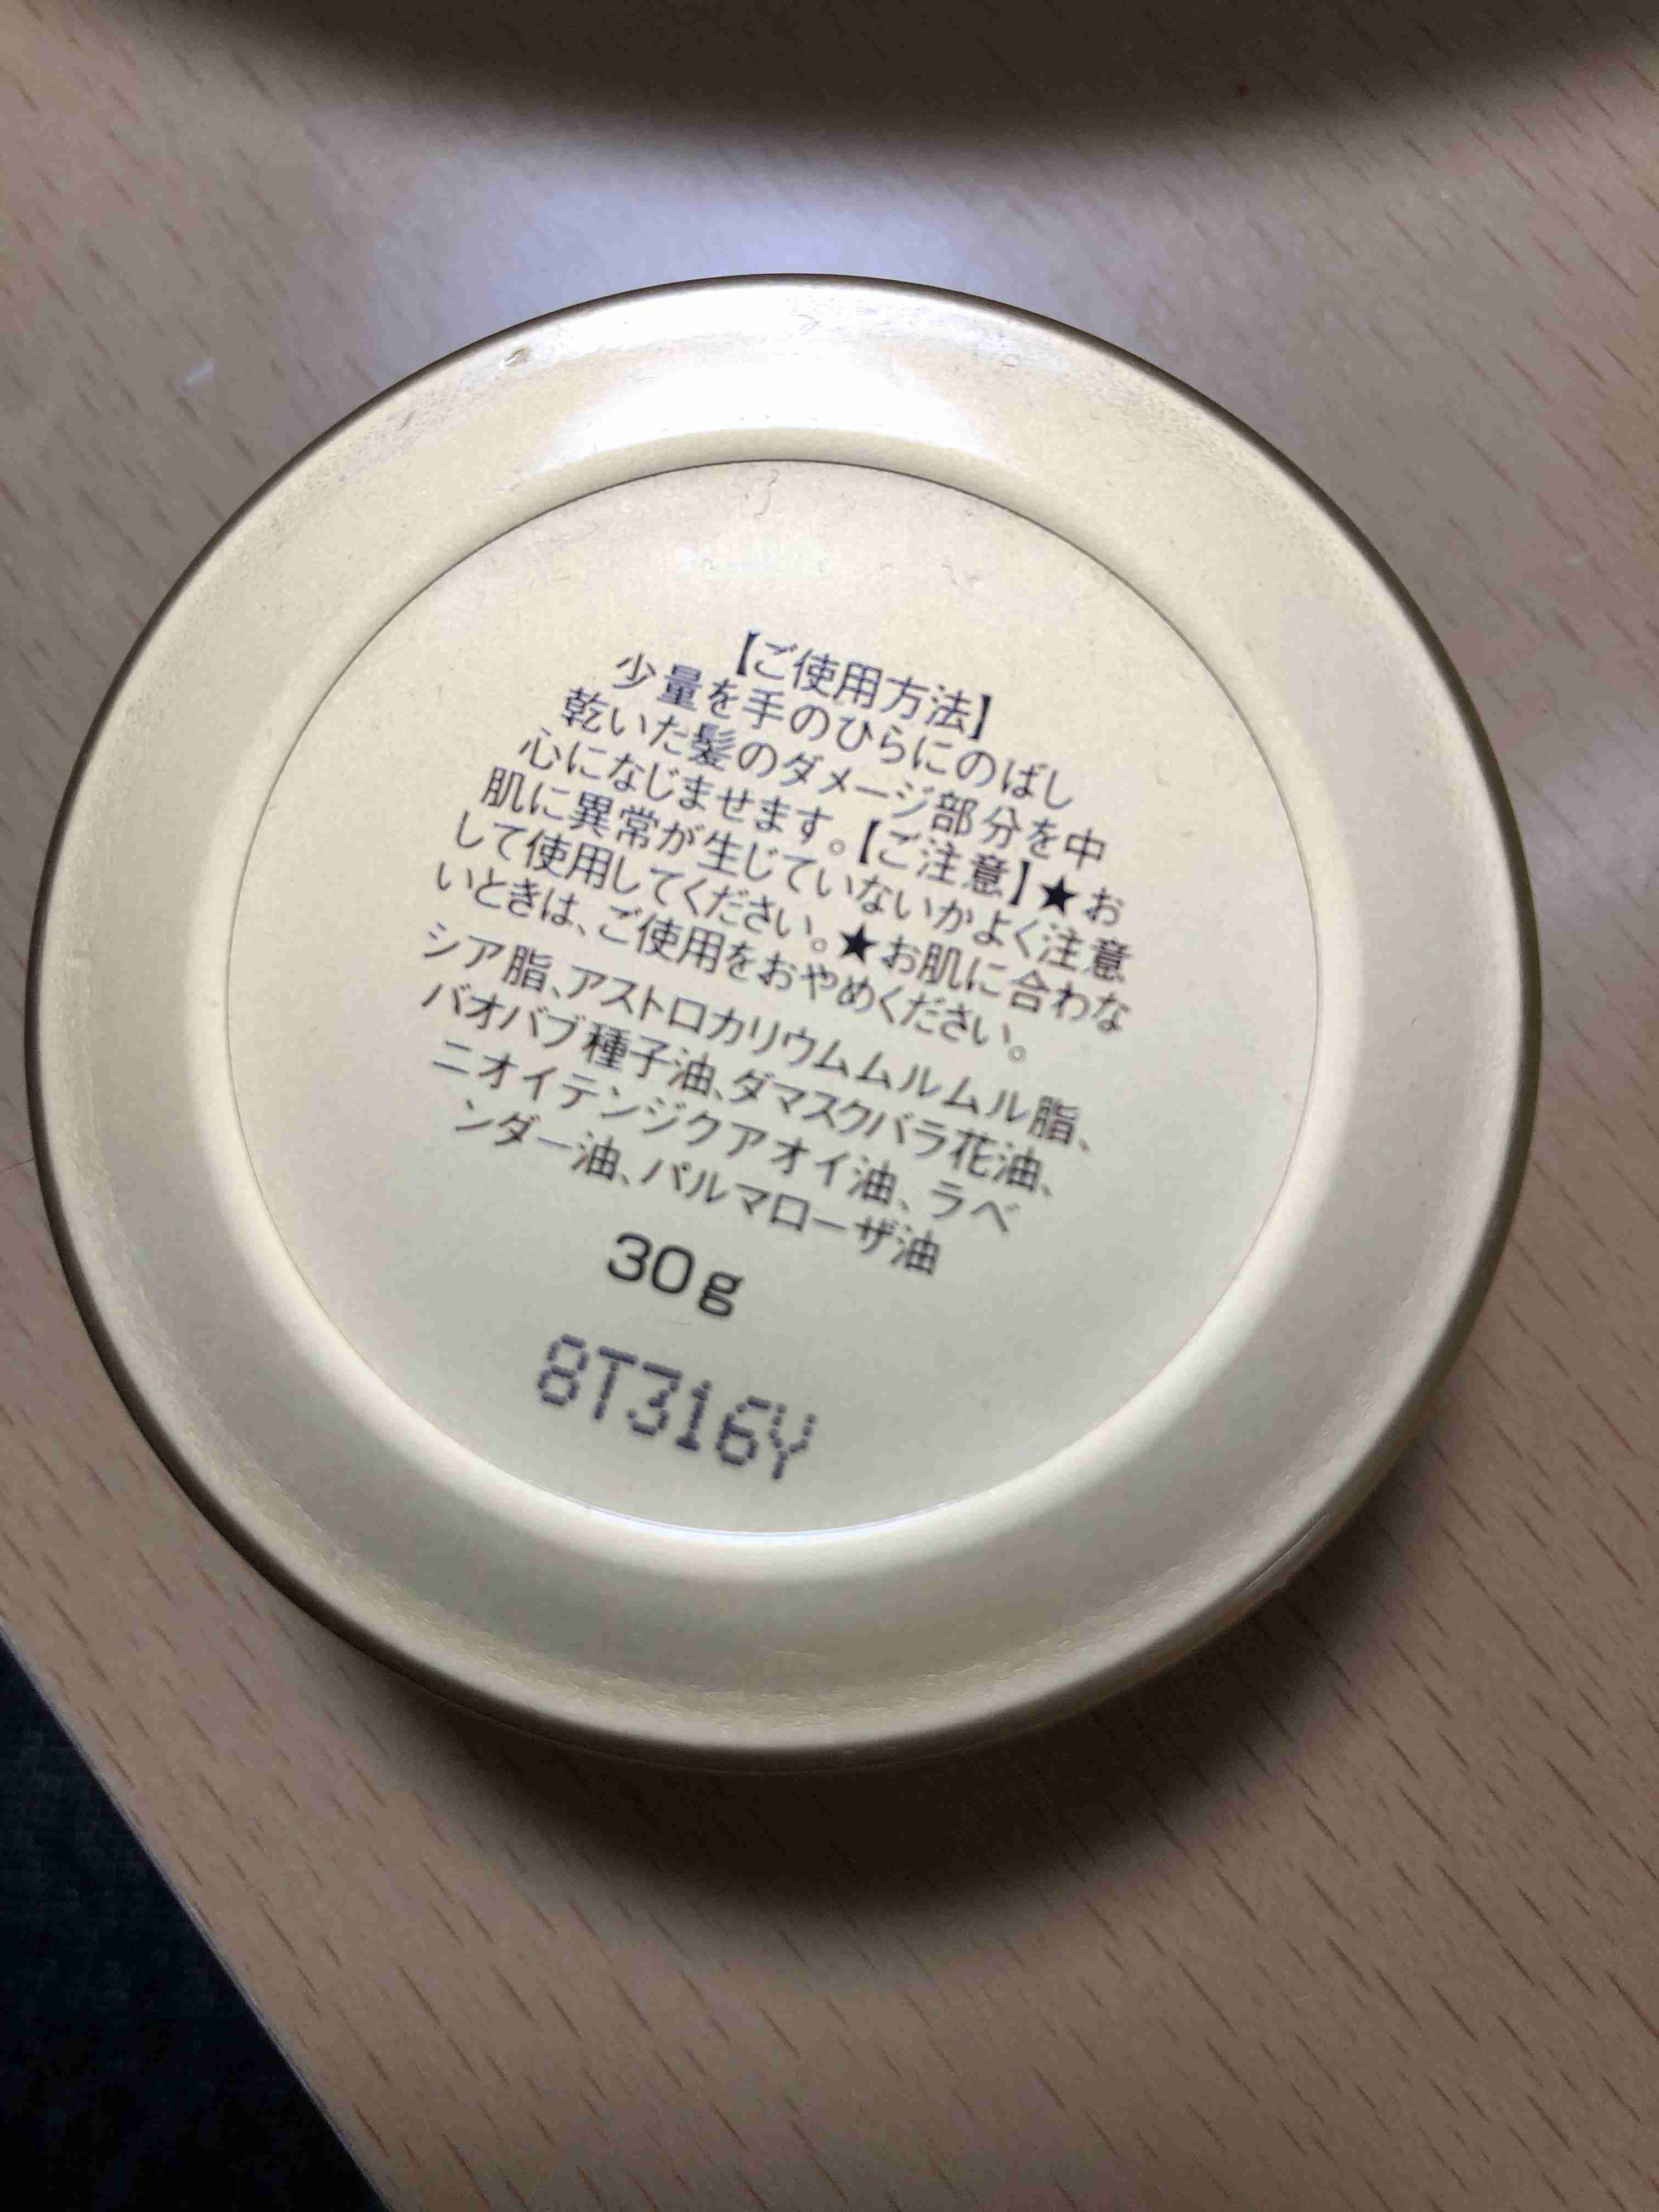 【ご使用方法】
少量を手のひらにのばし
乾いた髪のダメージ部分を中
心になじませます。【ご注意】★お
肌に異常が生じていないかよく注意
して使用してください。★お肌に合わな
いときは、ご使用をおやめください。
シア脂、アストロカリウムムルムル脂、
バオバブ種子油、ダマスクバラ花油、
ニオイテンジクアオイ油、ラベ
ンダー油、パルマローザ油
30g
8T316Y